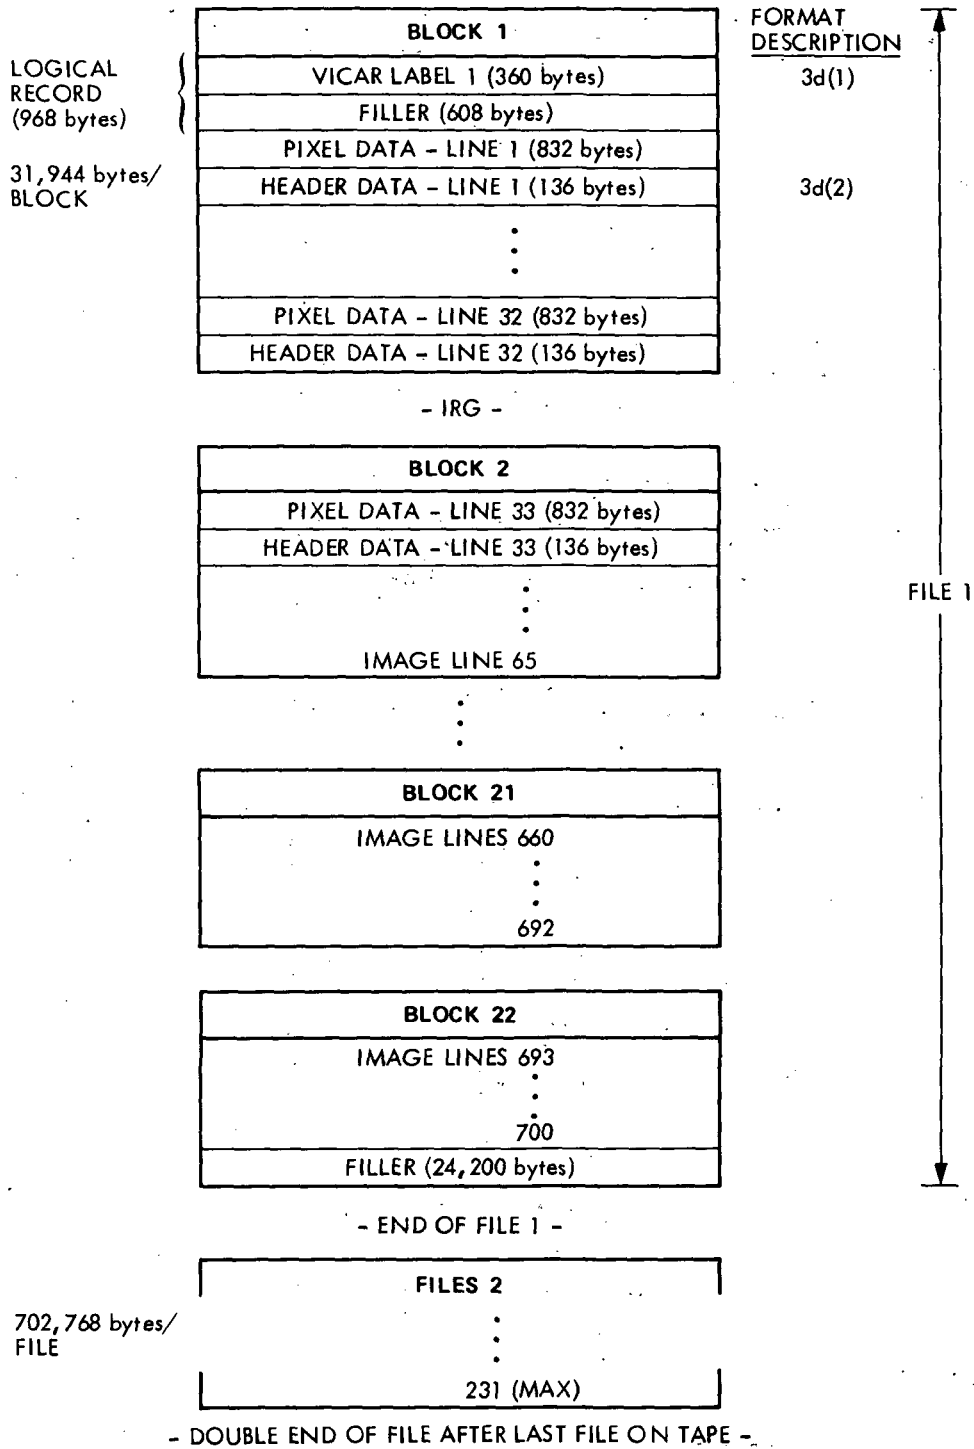 BLOCK 1
FORMAT
DESCRIPTION
LOGICAL
RECORD
(968 bytes)
VICAR LABEL 1 (360 bytes)
3d(1)
FILLER (608 bytes)
PIXEL DATA - LINE 1 (832 bytes)
31,944 bytes/
BLOCK
HEADER DATA - LINE 1 (136 bytes)
3d(2)
PIXEL DATA - LINE 32 (832 bytes)
HEADER DATA - LINE 32 (136 bytes)
- IRG -
BLOCK 2
PIXEL DATA - LINE 33 (832 bytes)
HEADER DATA - LINE 33 (136 bytes)
FILE 1
IMAGE LINE 65
BLOCK 21
IMAGE LINES 660
692
BLOCK 22
IMAGE LINES 693
700
FILLER (24,200 bytes)
- END OF FILE 1 -
FILES 2
702,768 bytes/
FILE
231 (MAX)
- DOUBLE END OF FILE AFTER LAST FILE ON TAPE -